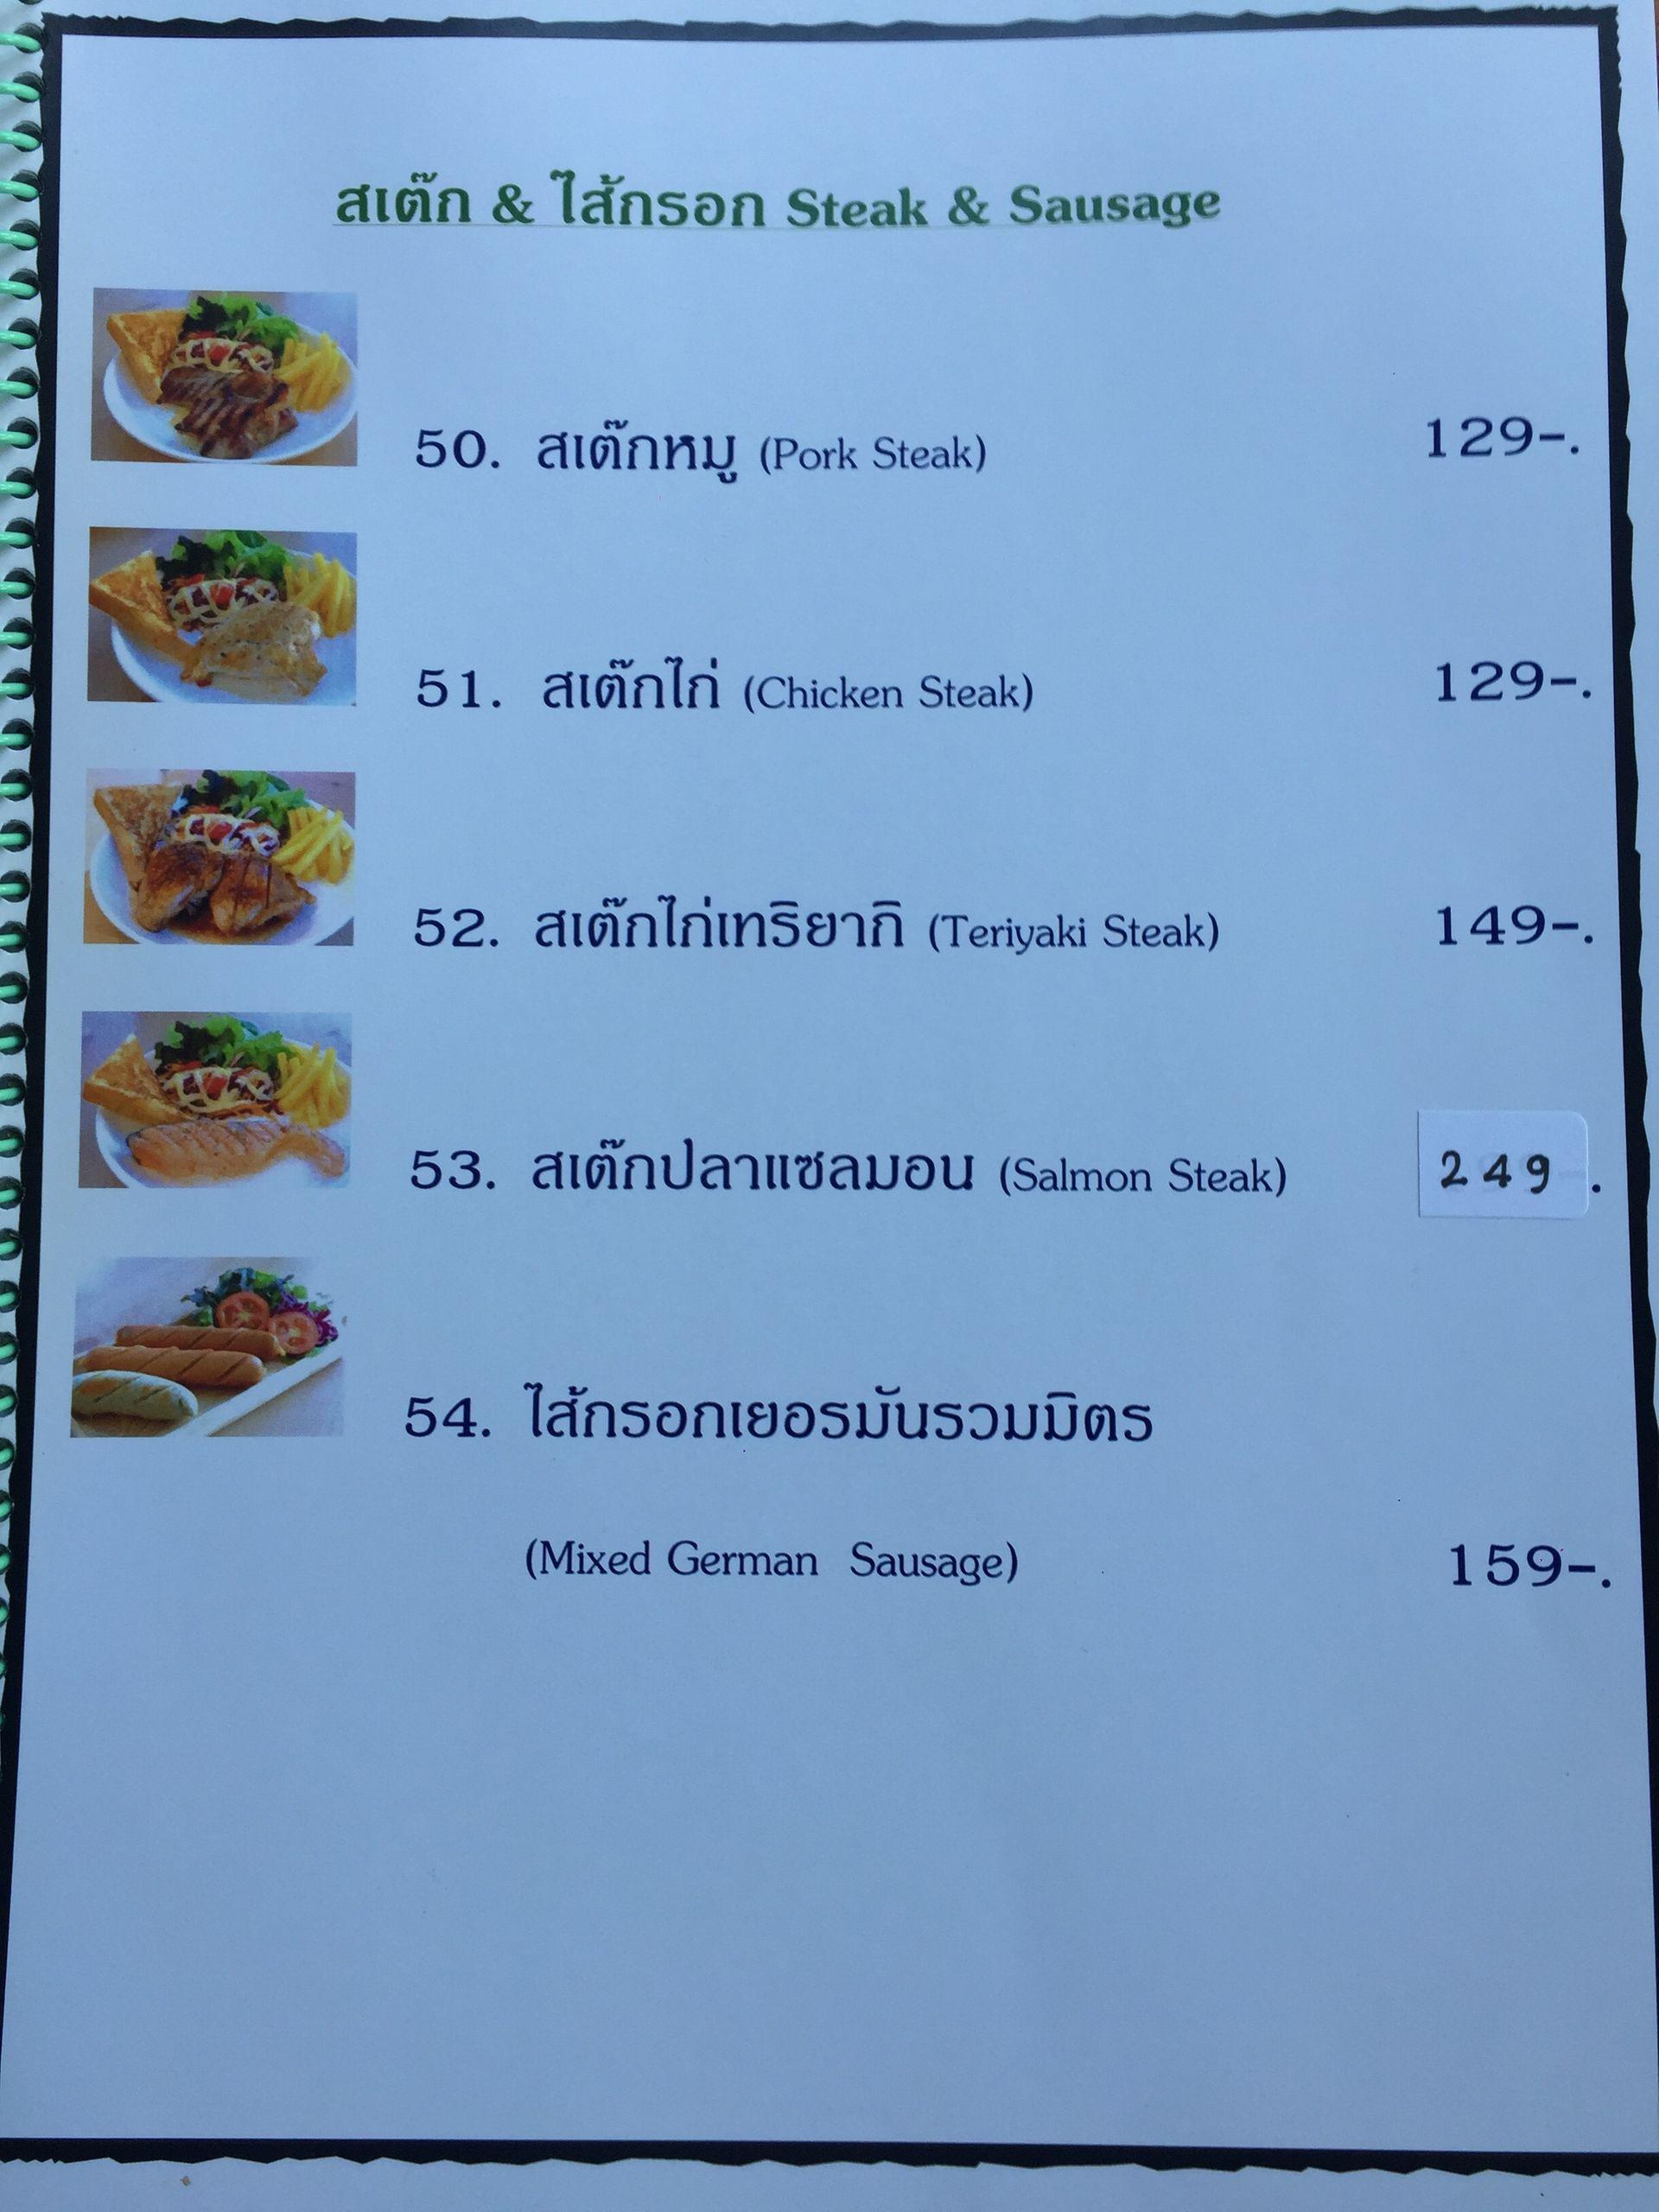 สเต๊ก & ไส้กรอก Steak & Sausage
50. สเต๊กหมู (Pork Steak) 129-.
51. สเต๊กไก่ (Chicken Steak) 129-.
52. สเต๊กไก่เทริยากิ (Teriyaki Steak) 149-.
53. สเต๊กปลาแซลมอน (Salmon Steak) 249 .
54. ไส้กรอกเยอรมันรวมมิตร
(Mixed German Sausage) 159-.